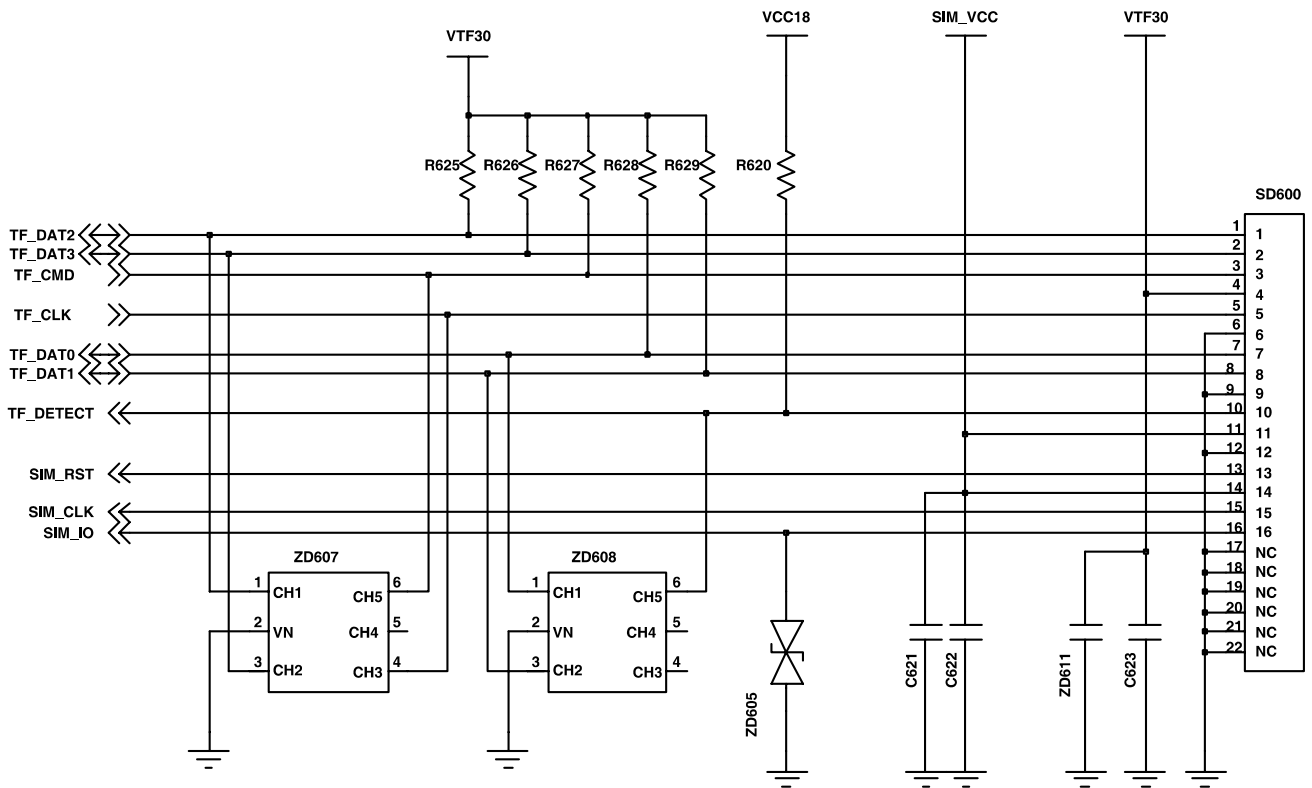 VCC18 SIM_VCC VTF30
VTF30
R625 R626 R627 R628 R629 R620
SD600
TF_DAT2 1 1
TF_DAT3 2 2
TF_CMD 3 3
4 4
TF_CLK 5 5
6 6
TF_DAT0 7 7
TF_DAT1 8 8
9 9
TF_DETECT 10 10
11 11
12 12
SIM_RST 13 13
14 14
SIM_CLK 15 15
SIM_IO 16 16
17 NC
18 NC
19 NC
20 NC
21 NC
22 NC
ZD607
1 CH1 CH5 6
2 VN CH4 5
3 CH2 CH3 4
ZD608
1 CH1 CH5 6
2 VN CH4 5
3 CH2 CH3 4
ZD605
C621
C622
ZD611
C623